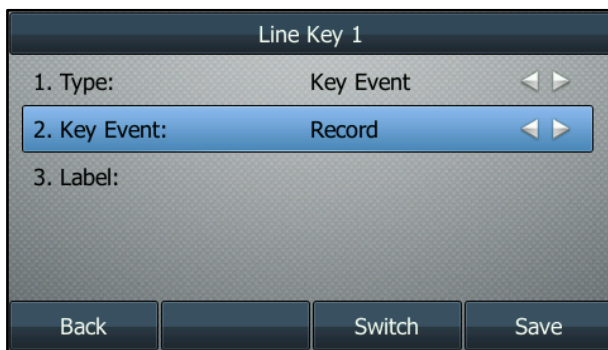 Line Key 1
1. Type: Key Event
2. Key Event: Record
3. Label:
Back Switch Save